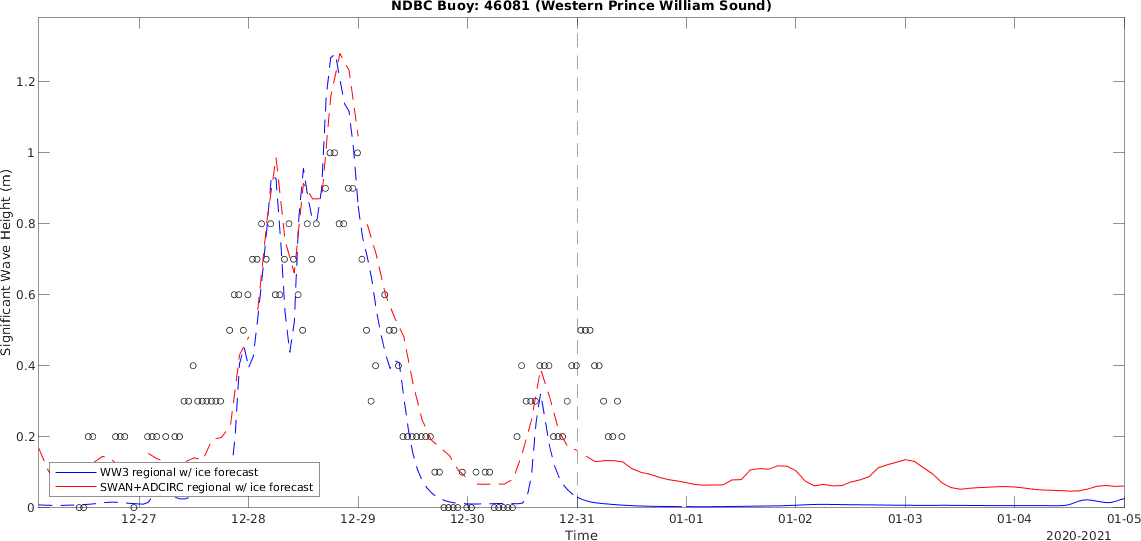 NDBC Buoy: 46081 (Western Prince William Sound)
Significant Wave Height (m)
1.2
1
0.8
0.6
0.4
0.2
0
WW3 regional w/ ice forecast
SWAN+ADCIRC regional w/ ice forecast
12-27 12-28 12-29 12-30 12-31 01-01 01-02 01-03 01-04 01-05
Time
2020-2021